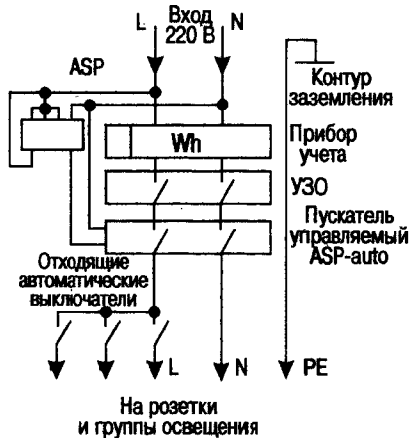 L
Вход
220 В
N
ASP
Контур
заземления
Wh
Прибор
учета
УЗО
Пускатель
управляемый
ASP-auto
Отходящие
автоматические
выключатели
L
N
PE
На розетки
и группы освещения